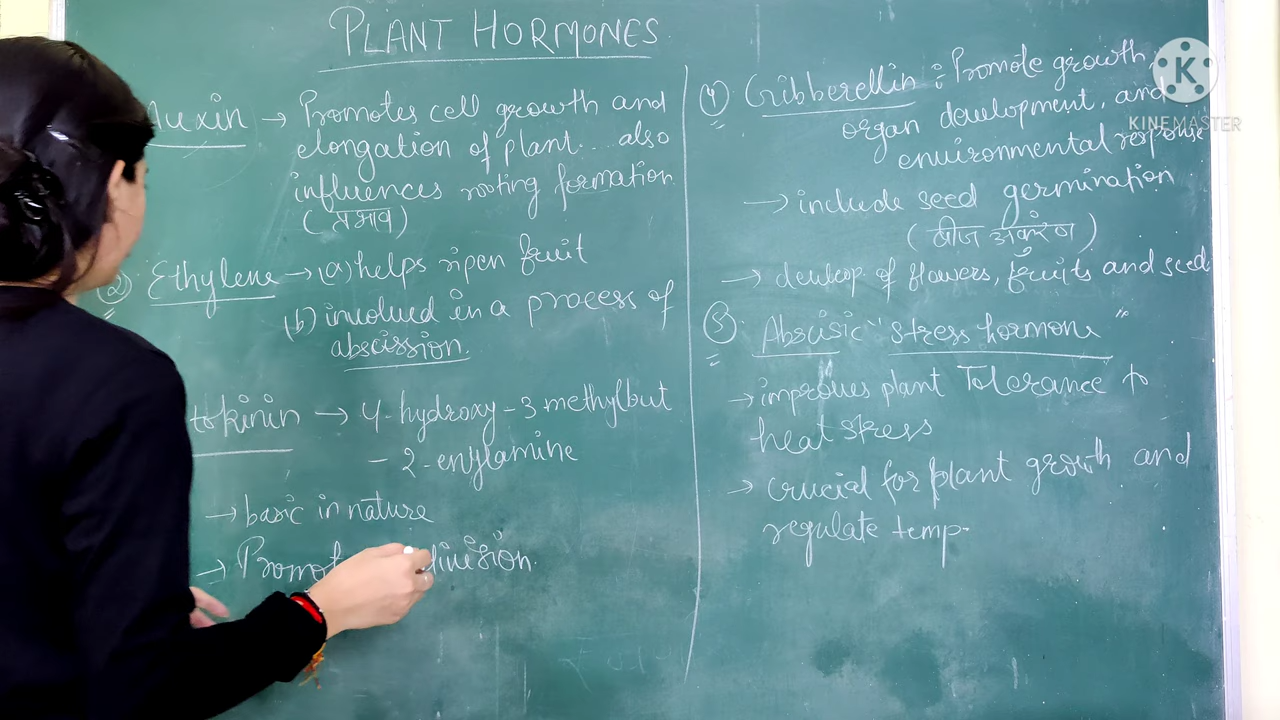 PLANT HORMONES
Auxin → Promotes cell growth and
elongation of plant... also
influences rooting formation
(प्रभाव)
② Ethylene → (a) helps ripen fruit
(b) involved in a process of
abscission.
tokinin → 4-hydroxy-3 methylbut
-2-enylamine
→ basic in nature
→ Promot division.
④ Gibberellin : Promote growth,
organ development, and
environmental response
→ include seed germination
(बीज अंकुरण)
→ develop of flowers, fruits and seed
⑤ Abscisic "stress hormone"
→ improves plant Tolerance to
heat stress
→ crucial for plant growth and
regulate temp.
K
KINEMASTER